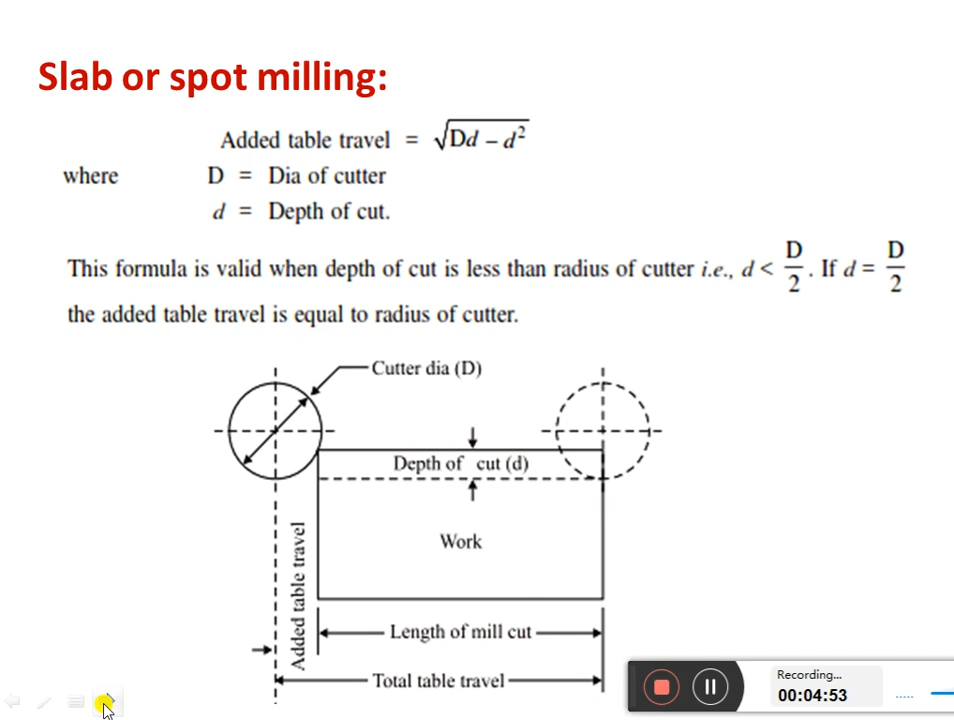 Slab or spot milling:
Added table travel = √Dd – d²
where D = Dia of cutter
d = Depth of cut.
This formula is valid when depth of cut is less than radius of cutter i.e., d < D/2 . If d = D/2
the added table travel is equal to radius of cutter.
Cutter dia (D)
Depth of cut (d)
Work
Added table travel
Length of mill cut
Total table travel
Recording...
00:04:53